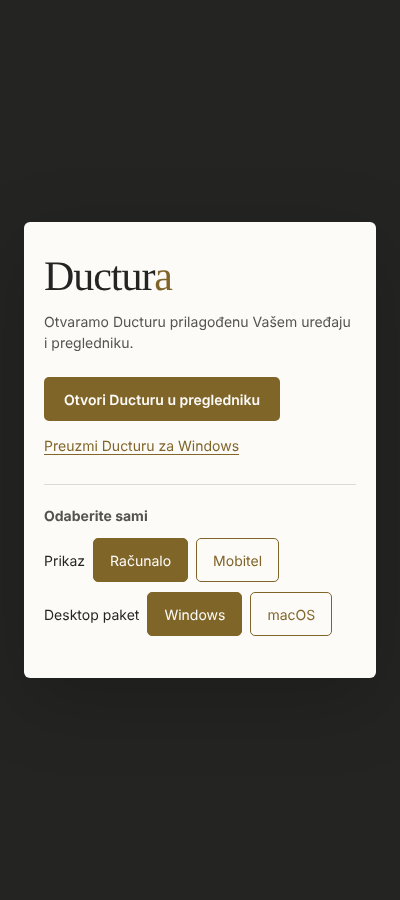 Ductura
Otvaramo Ducturu prilagođenu Vašem uređaju
i pregledniku.
Otvori Ducturu u pregledniku
Preuzmi Ducturu za Windows
Odaberite sami
Prikaz Računalo Mobitel
Desktop paket Windows macOS